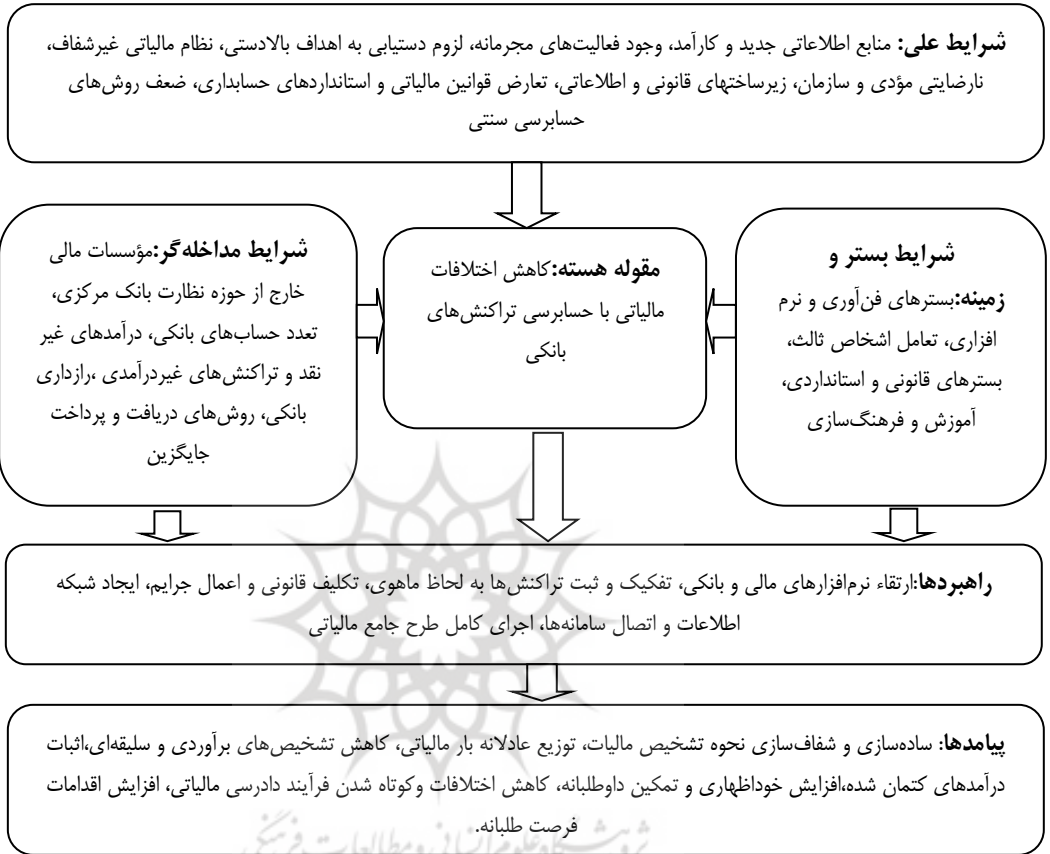 شرایط علی: منابع اطلاعاتی جدید و کارآمد، وجود فعالیت‌های مجرمانه، لزوم دستیابی به اهداف بالادستی، نظام مالیاتی غیرشفاف،
نارضایتی مؤدی و سازمان، زیرساختهای قانونی و اطلاعاتی، تعارض قوانین مالیاتی و استانداردهای حسابداری، ضعف روش‌های
حسابرسی سنتی
شرایط بستر و
زمینه:بسترهای فن‌آوری و نرم
افزاری، تعامل اشخاص ثالث،
بسترهای قانونی و استانداردی،
آموزش و فرهنگ‌سازی
مقوله هسته:کاهش اختلافات
مالیاتی با حسابرسی تراکنش‌های
بانکی
شرایط مداخله‌گر:مؤسسات مالی
خارج از حوزه نظارت بانک مرکزی،
تعدد حساب‌های بانکی، درآمدهای غیر
نقد و تراکنش‌های غیردرآمدی ،رازداری
بانکی، روش‌های دریافت و پرداخت
جایگزین
راهبردها:ارتقاء نرم‌افزارهای مالی و بانکی، تفکیک و ثبت تراکنش‌ها به لحاظ ماهوی، تکلیف قانونی و اعمال جرایم، ایجاد شبکه
اطلاعات و اتصال سامانه‌ها، اجرای کامل طرح جامع مالیاتی
پیامدها: ساده‌سازی و شفاف‌سازی نحوه تشخیص مالیات، توزیع عادلانه بار مالیاتی، کاهش تشخیص‌های برآوردی و سلیقه‌ای،اثبات
درآمدهای کتمان شده،افزایش خوداظهاری و تمکین داوطلبانه، کاهش اختلافات وکوتاه شدن فرآیند دادرسی مالیاتی، افزایش اقدامات
فرصت طلبانه.
پژوهشگاه علوم انسانی و مطالعات فرهنگی